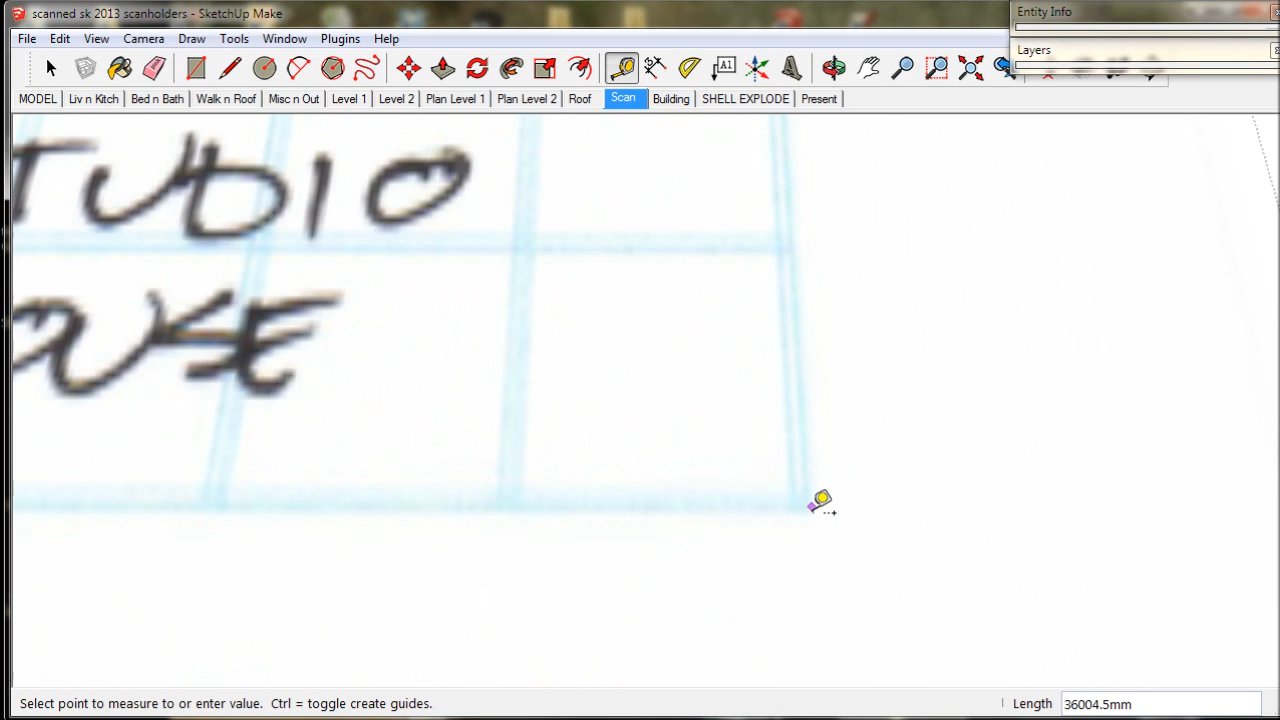 scanned sk 2013 scanholders - SketchUp Make
Entity Info
File Edit View Camera Draw Tools Window Plugins Help
Layers
A1
MODEL Liv n Kitch Bed n Bath Walk n Roof Misc n Out Level 1 Level 2 Plan Level 1 Plan Level 2 Roof Scan Building SHELL EXPLODE Present
TUDIO
Select point to measure to or enter value. Ctrl = toggle create guides. Length 36004.5mm